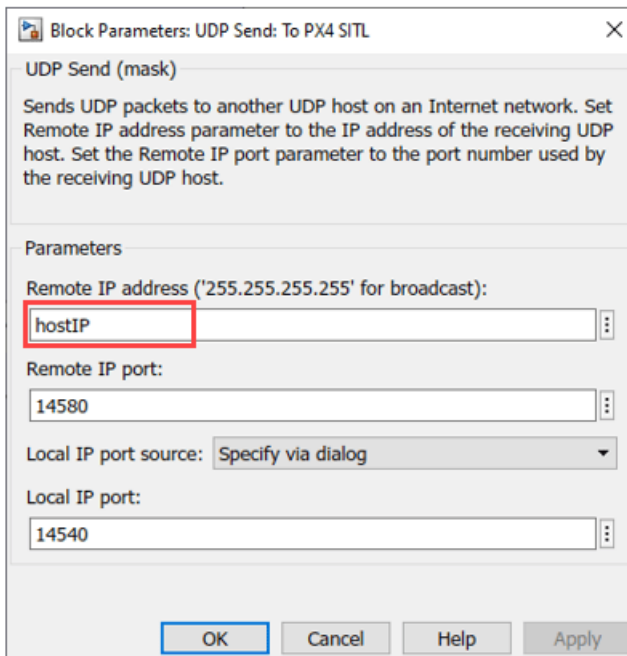 Block Parameters: UDP Send: To PX4 SITL
UDP Send (mask)
Sends UDP packets to another UDP host on an Internet network. Set
Remote IP address parameter to the IP address of the receiving UDP
host. Set the Remote IP port parameter to the port number used by
the receiving UDP host.
Parameters
Remote IP address ('255.255.255.255' for broadcast):
hostIP
Remote IP port:
14580
Local IP port source: Specify via dialog
Local IP port:
14540
OK Cancel Help Apply